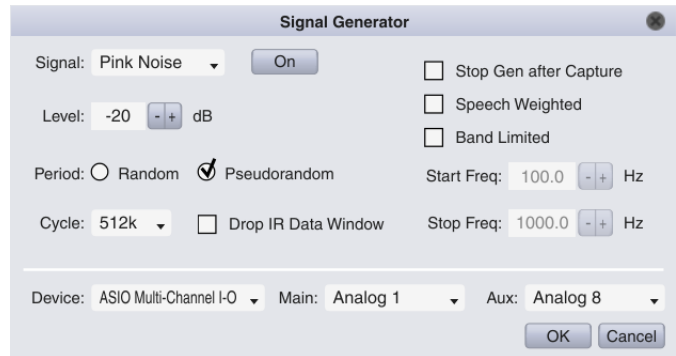 Signal Generator
Signal: Pink Noise On
Stop Gen after Capture
Level: -20 - + dB
Speech Weighted
Band Limited
Period: Random Pseudorandom
Start Freq: 100.0 - + Hz
Cycle: 512k Drop IR Data Window
Stop Freq: 1000.0 - + Hz
Device: ASIO Multi-Channel I-O Main: Analog 1 Aux: Analog 8
OK Cancel